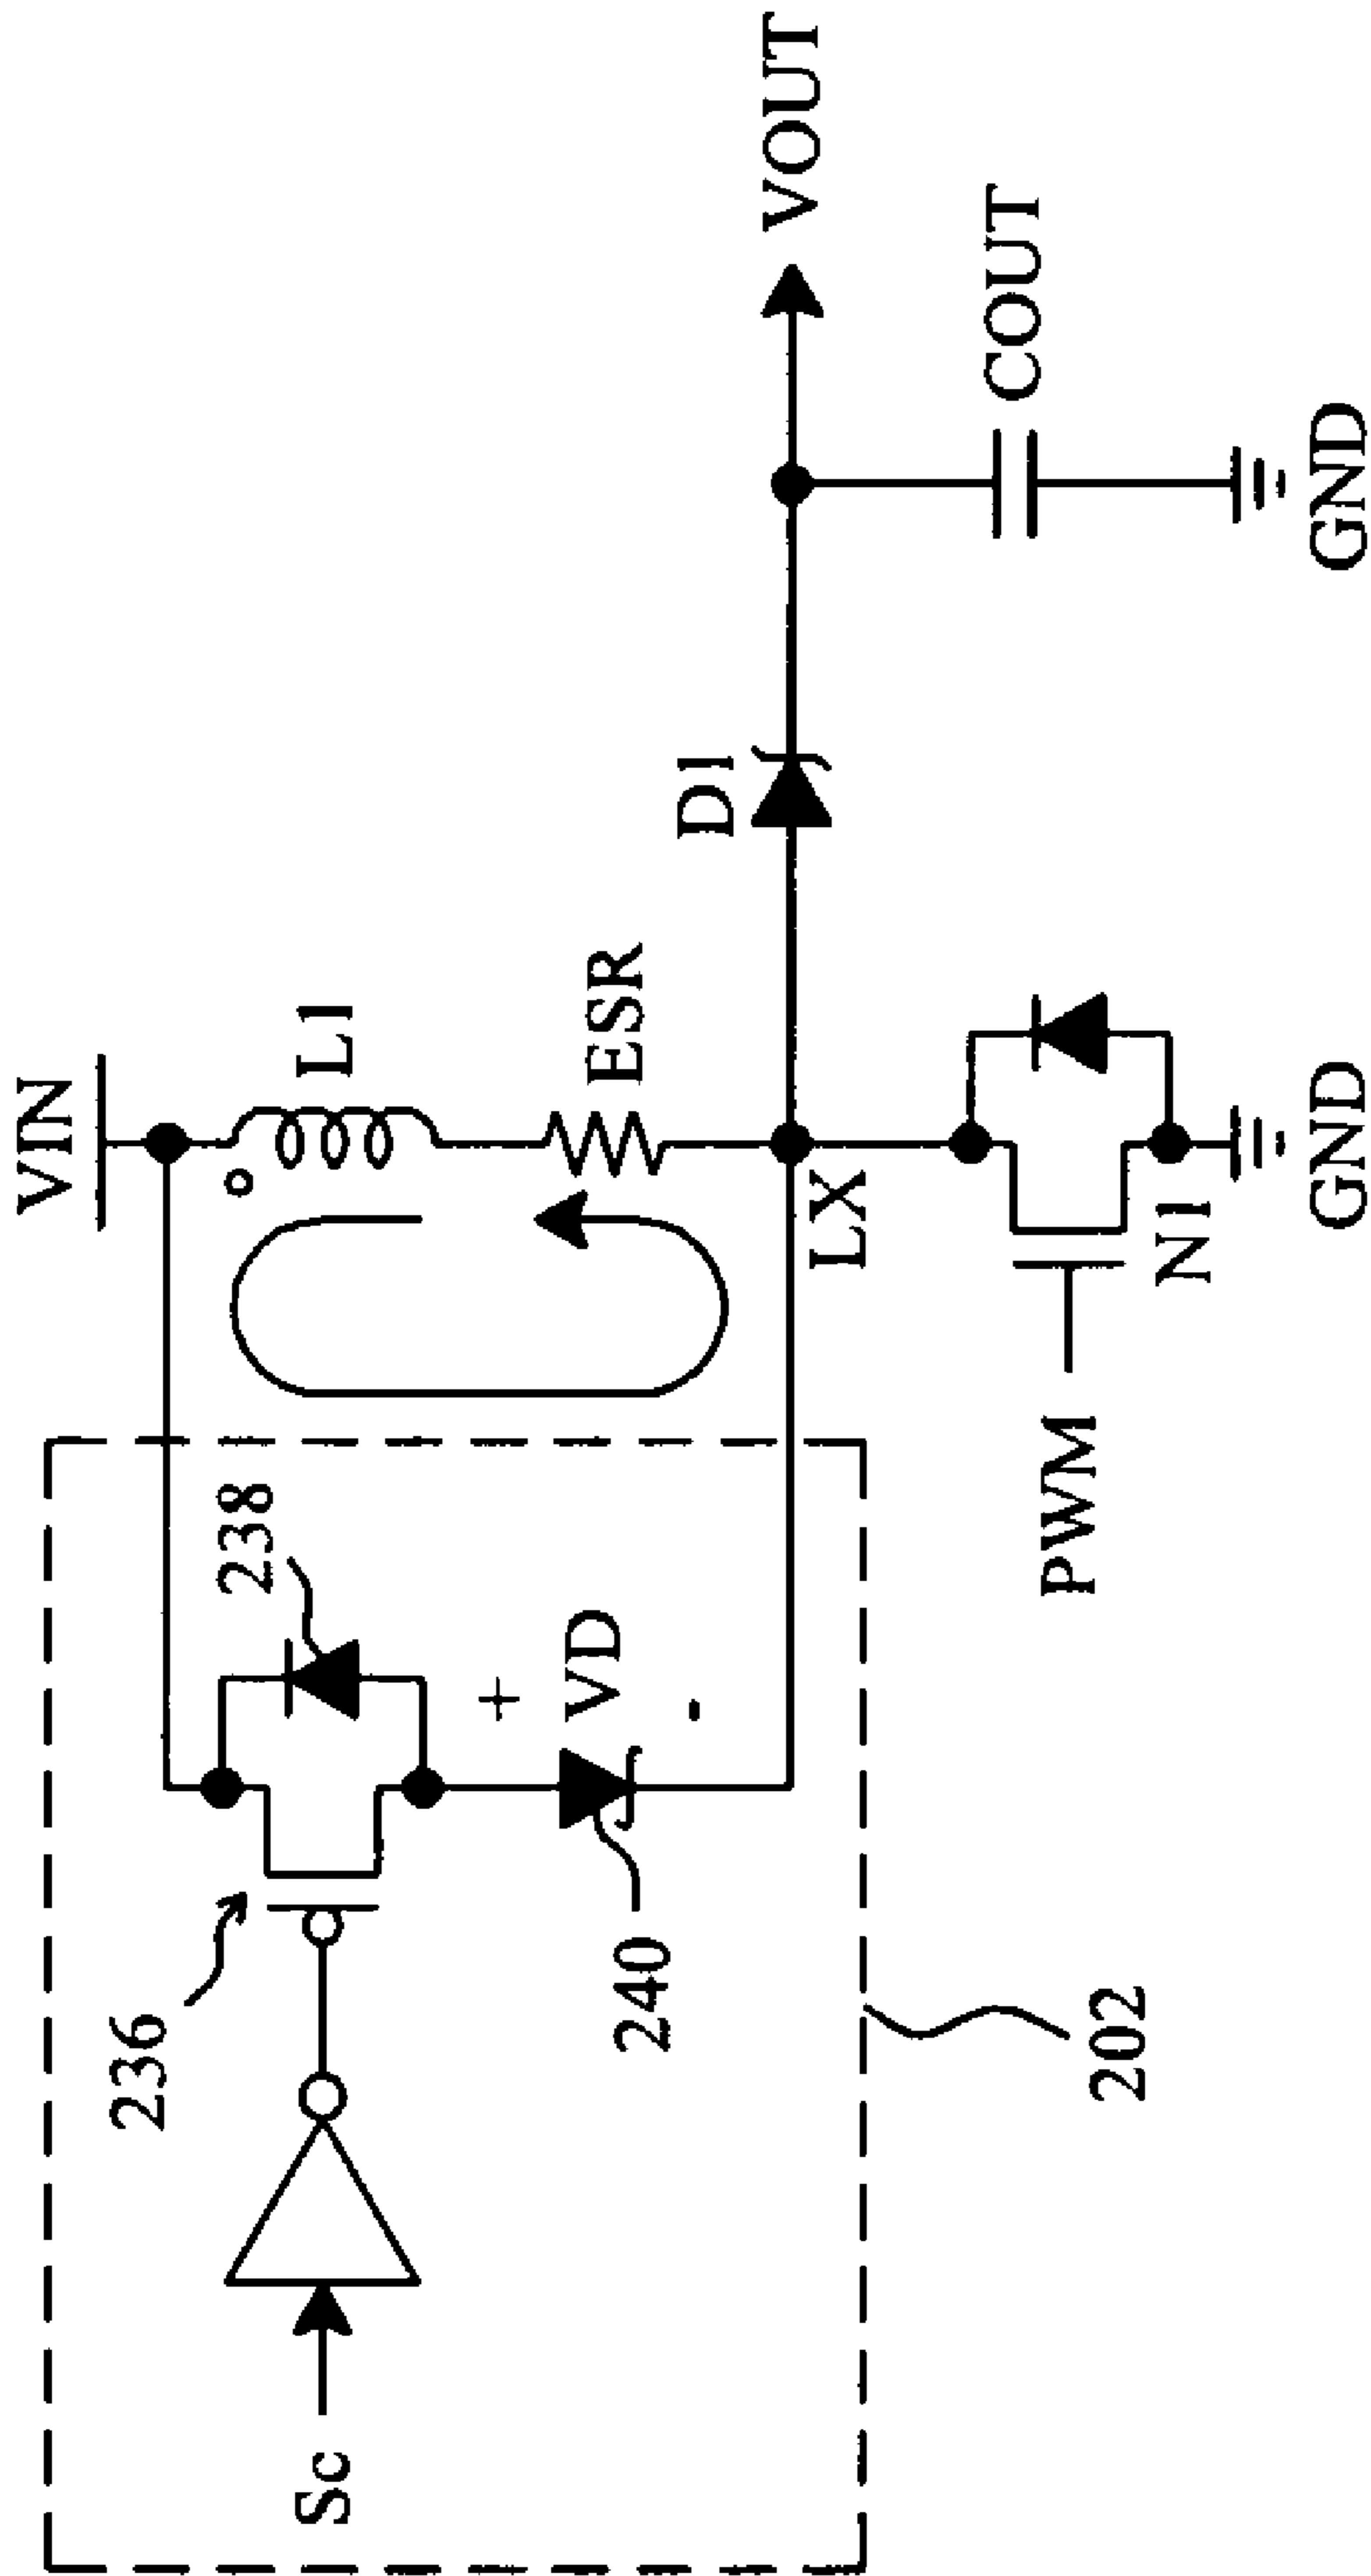 VIN
L1
ESR
236
238
Sc
+
VD
-
240
LX
D1
VOUT
COUT
GND
PWM
N1
GND
202